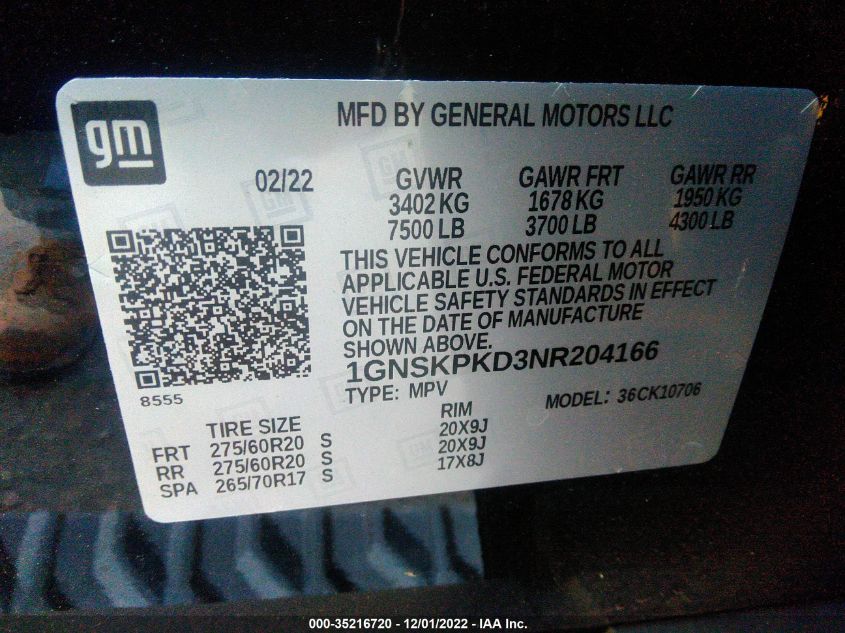 gm
MFD BY GENERAL MOTORS LLC
02/22
GVWR
3402 KG
7500 LB
GAWR FRT
1678 KG
3700 LB
GAWR RR
1950 KG
4300 LB
THIS VEHICLE CONFORMS TO ALL
APPLICABLE U.S. FEDERAL MOTOR
VEHICLE SAFETY STANDARDS IN EFFECT
ON THE DATE OF MANUFACTURE
SHOWN ABOVE.
8555
1GNSKPKD3NR204166
TYPE: MPV
MODEL: 36CK10706
TIRE SIZE
RIM
FRT 275/60R20 S 20X9J
RR 275/60R20 S 20X9J
SPA 265/70R17 S 17X8J
000-35216720 - 12/01/2022 - IAA Inc.